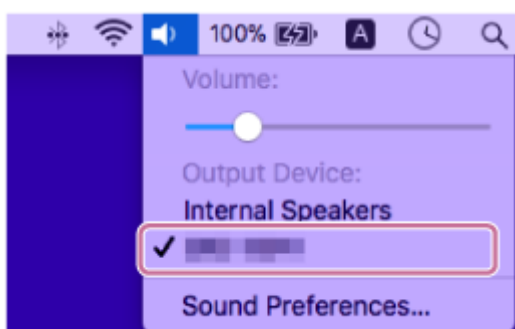 100% A
Volume:
Output Device:
Internal Speakers
Sound Preferences...